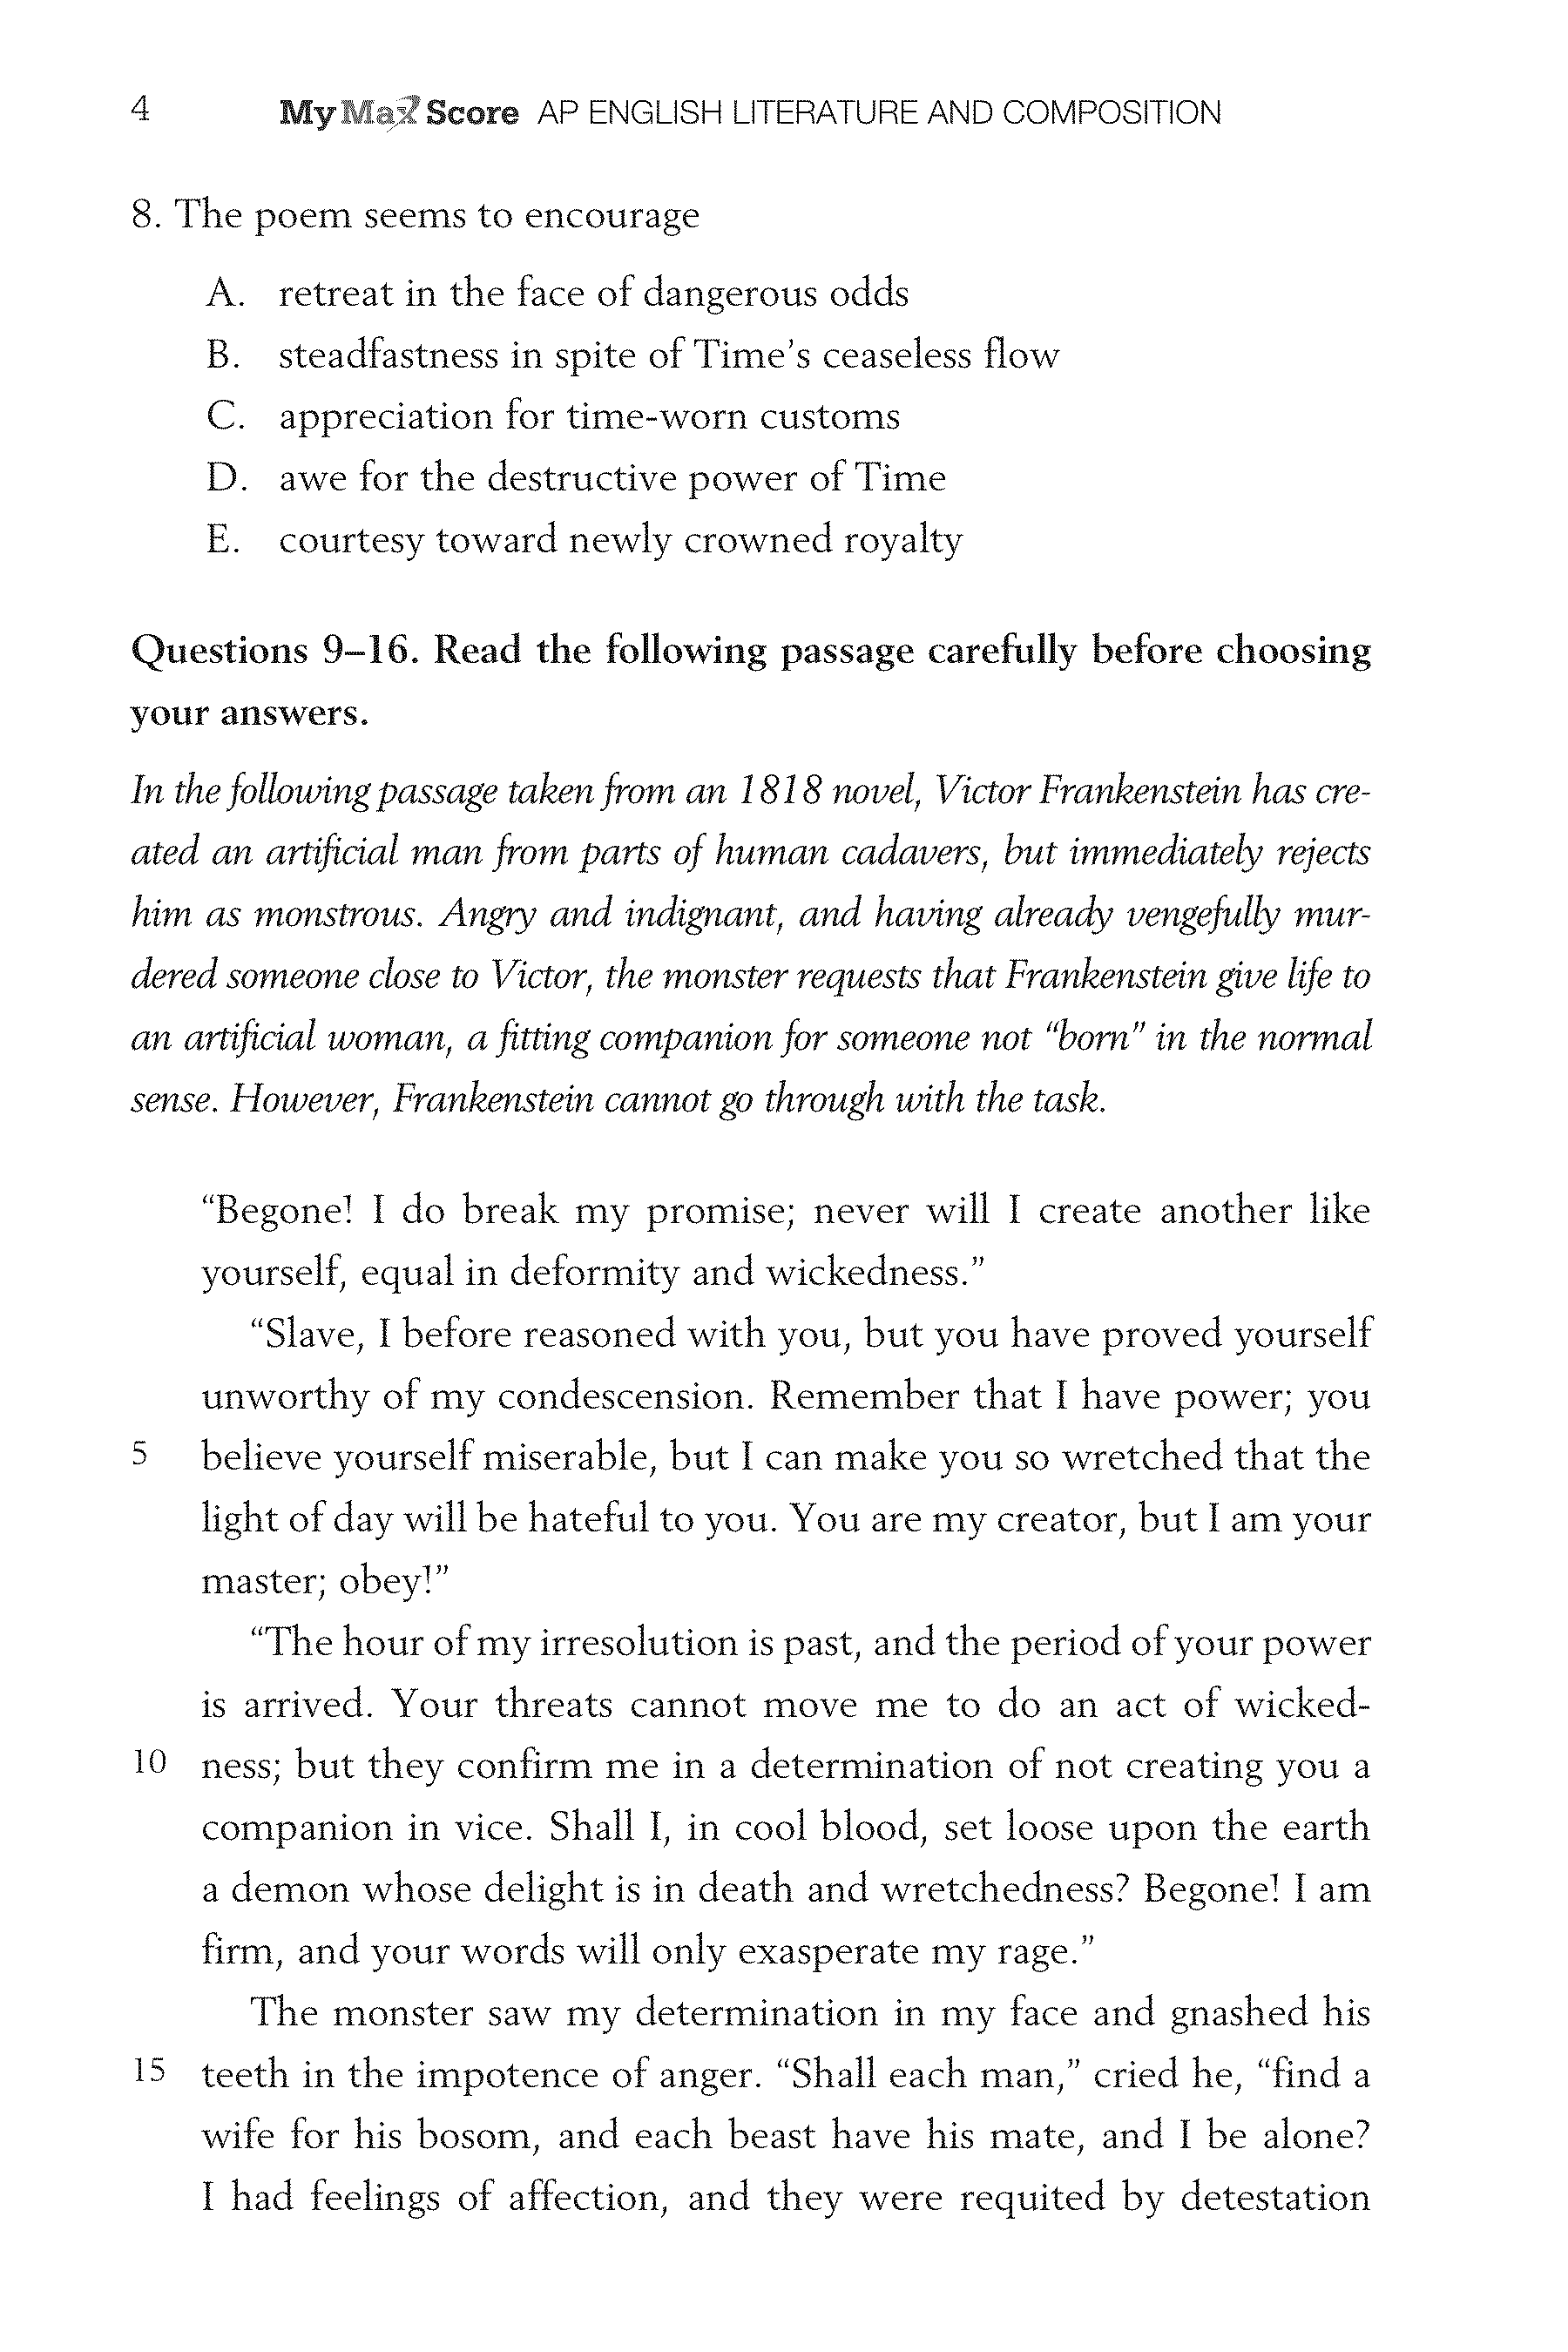 4 My Max Score AP ENGLISH LITERATURE AND COMPOSITION
8. The poem seems to encourage
A. retreat in the face of dangerous odds
B. steadfastness in spite of Time’s ceaseless flow
C. appreciation for time-worn customs
D. awe for the destructive power of Time
E. courtesy toward newly crowned royalty
Questions 9–16. Read the following passage carefully before choosing
your answers.
In the following passage taken from an 1818 novel, Victor Frankenstein has cre-
ated an artificial man from parts of human cadavers, but immediately rejects
him as monstrous. Angry and indignant, and having already vengefully mur-
dered someone close to Victor, the monster requests that Frankenstein give life to
an artificial woman, a fitting companion for someone not “born” in the normal
sense. However, Frankenstein cannot go through with the task.
“Begone! I do break my promise; never will I create another like
yourself, equal in deformity and wickedness.”
“Slave, I before reasoned with you, but you have proved yourself
unworthy of my condescension. Remember that I have power; you
5 believe yourself miserable, but I can make you so wretched that the
light of day will be hateful to you. You are my creator, but I am your
master; obey!”
“The hour of my irresolution is past, and the period of your power
is arrived. Your threats cannot move me to do an act of wicked-
10 ness; but they confirm me in a determination of not creating you a
companion in vice. Shall I, in cool blood, set loose upon the earth
a demon whose delight is in death and wretchedness? Begone! I am
firm, and your words will only exasperate my rage.”
The monster saw my determination in my face and gnashed his
15 teeth in the impotence of anger. “Shall each man,” cried he, “find a
wife for his bosom, and each beast have his mate, and I be alone?
I had feelings of affection, and they were requited by detestation